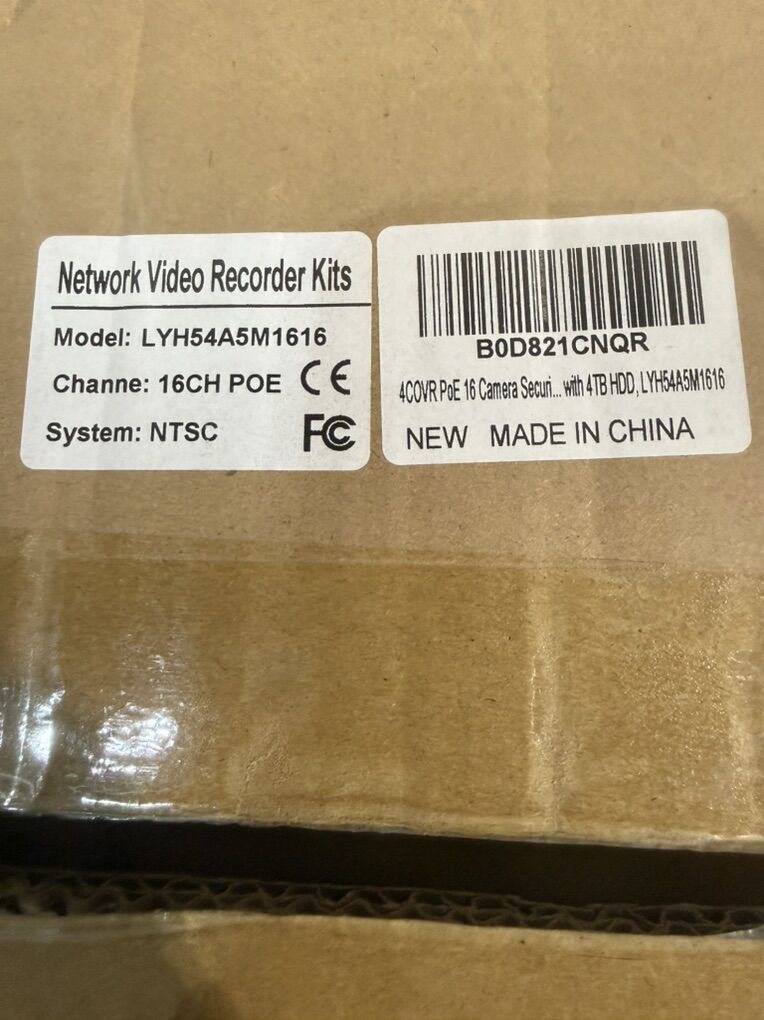 Network Video Recorder Kits
Model: LYH54A5M1616
Channe: 16CH POE CE
System: NTSC FC
B0D821CNQR
4COVR PoE 16 Camera Securi... with 4TB HDD, LYH54A5M1616
NEW MADE IN CHINA